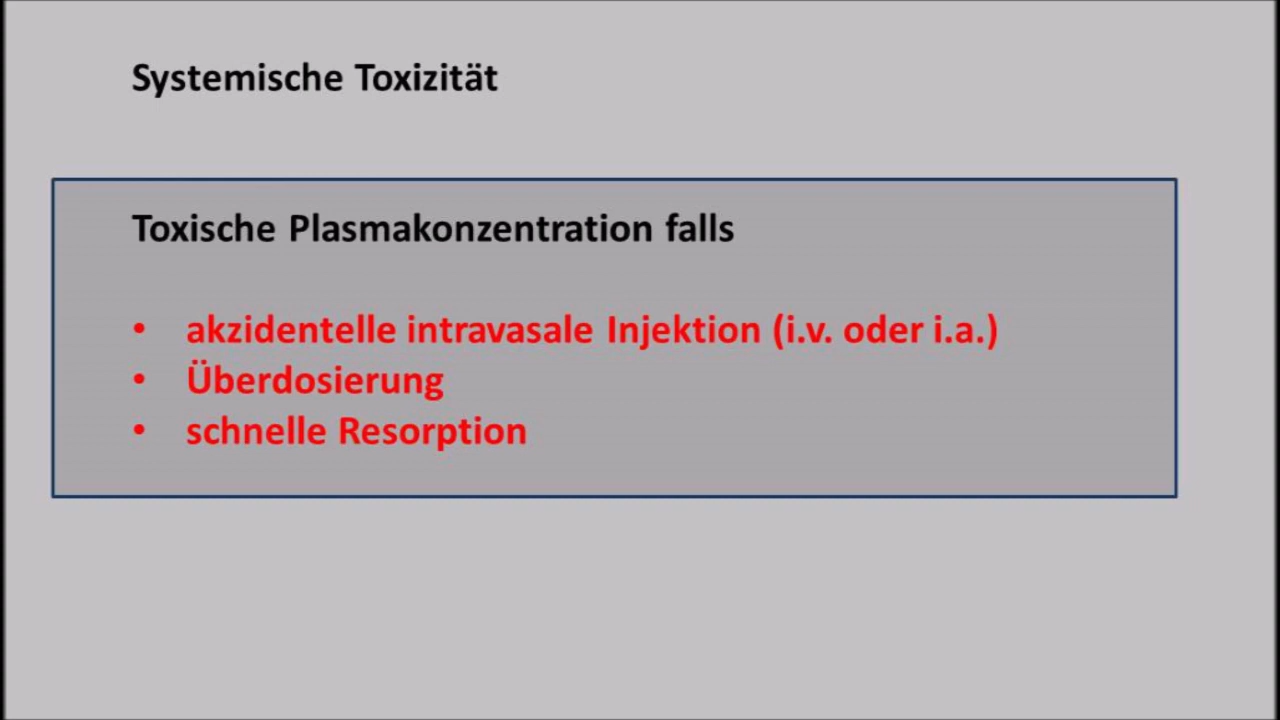 Systemische Toxizität
Toxische Plasmakonzentration falls
• akzidentelle intravasale Injektion (i.v. oder i.a.)
• Überdosierung
• schnelle Resorption